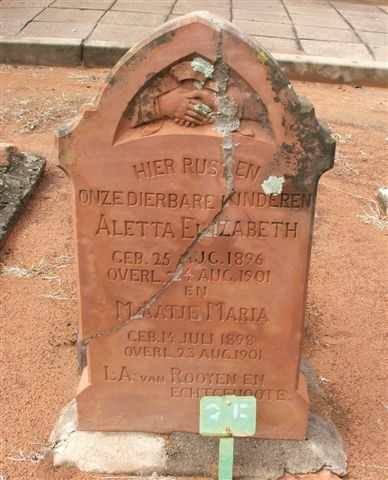 HIER RUSTEN
ONZE DIERBARE KINDEREN
ALETTA ELIZABETH
GEB. 25 AUG. 1896
OVERL. 24 AUG. 1901
EN
MAATJE MARIA
GEB. 14 JULI 1898
OVERL. 23 AUG. 1901
VAN ROOYEN EN
ECHTGENOOTE